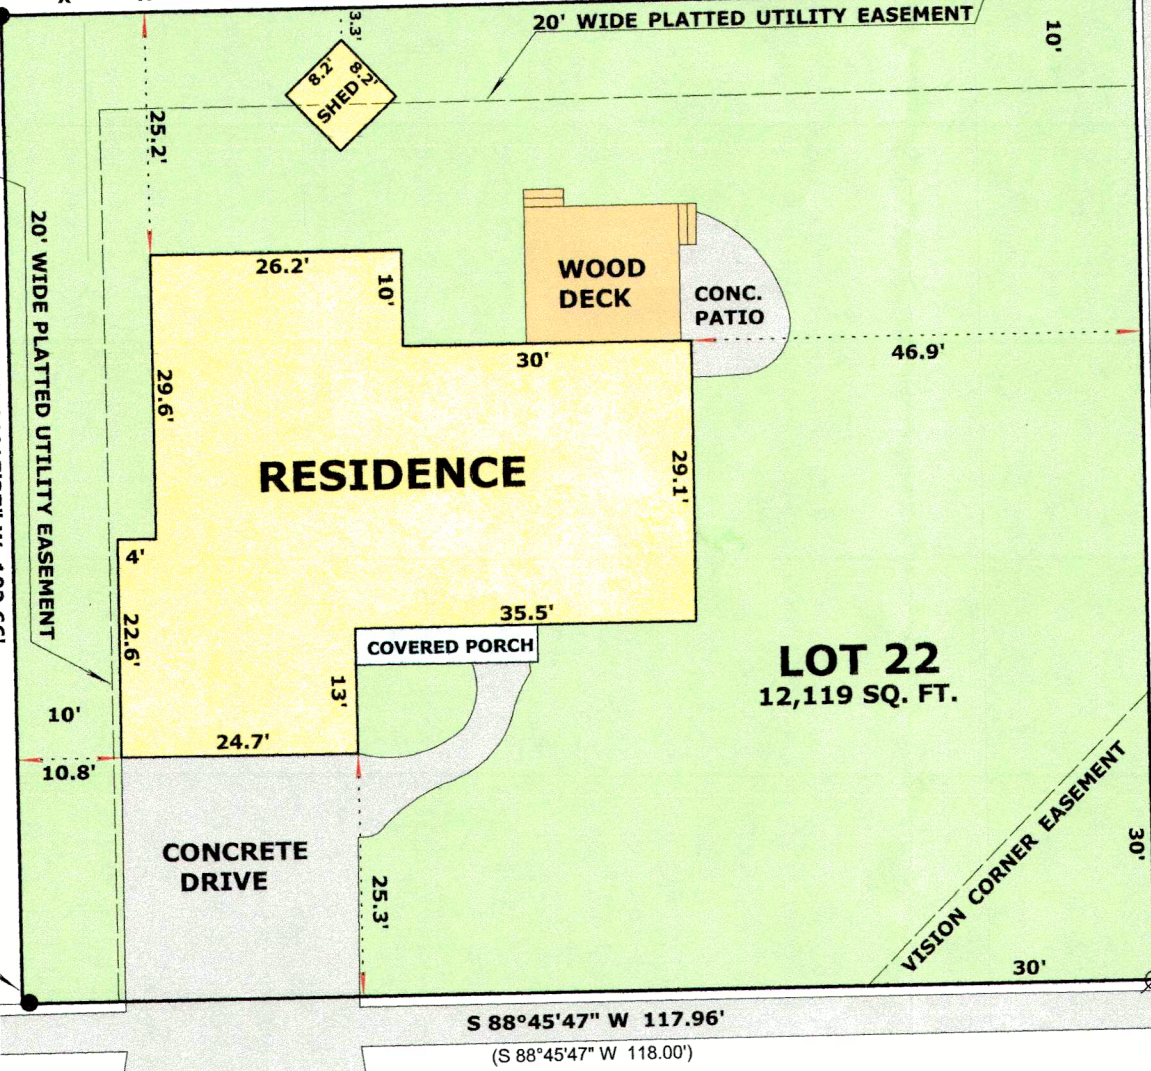 20' WIDE PLATTED UTILITY EASEMENT
10'
3.3'
8.2'
8.2'
SHED
25.2'
20' WIDE PLATTED UTILITY EASEMENT
26.2'
10'
WOOD
DECK
CONC.
PATIO
46.9'
30'
29.6'
RESIDENCE
29.1'
4'
22.6'
35.5'
COVERED PORCH
13'
LOT 22
12,119 SQ. FT.
10'
24.7'
10.8'
CONCRETE
DRIVE
25.3'
VISION CORNER EASEMENT
30'
30'
S 88°45'47" W 117.96'
(S 88°45'47" W 118.00')